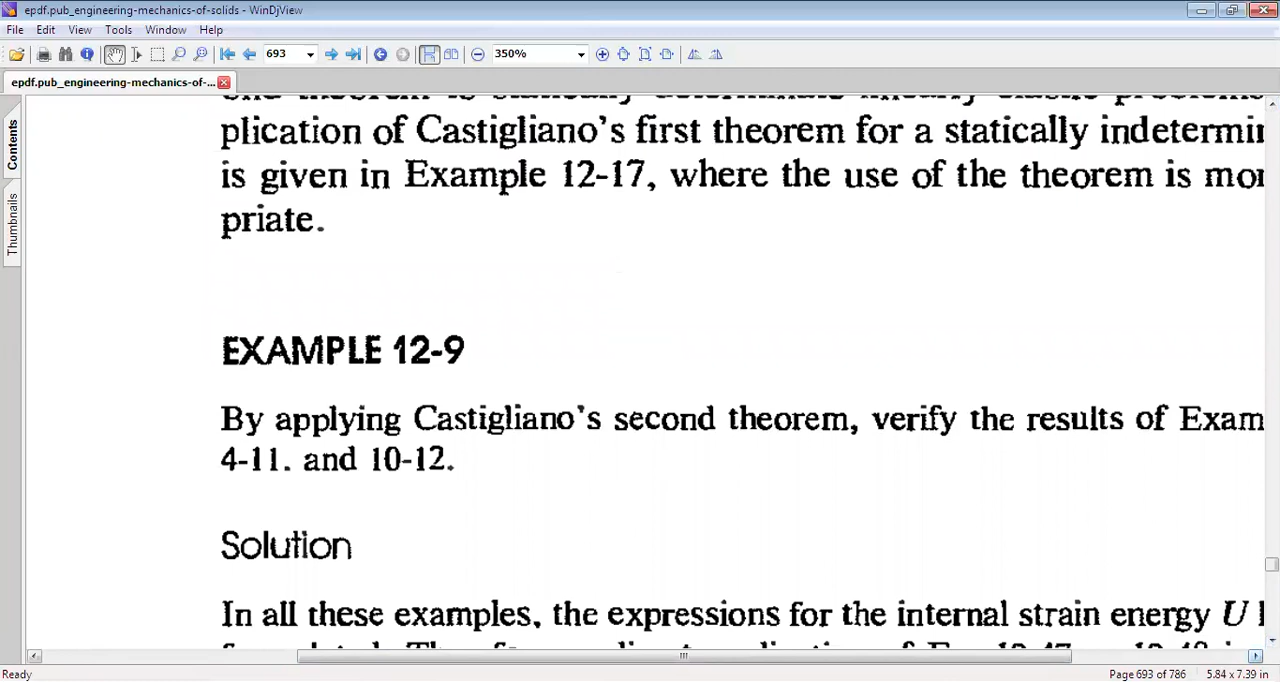 epdf.pub_engineering-mechanics-of-solids - WinDjView
File Edit View Tools Window Help
693 350%
epdf.pub_engineering-mechanics-of-...
Contents
Thumbnails
plication of Castigliano's first theorem for a statically indetermin
is given in Example 12-17, where the use of the theorem is mor
priate.
EXAMPLE 12-9
By applying Castigliano's second theorem, verify the results of Exam
4-11. and 10-12.
Solution
In all these examples, the expressions for the internal strain energy U
Ready Page 693 of 786 5.84 x 7.39 in